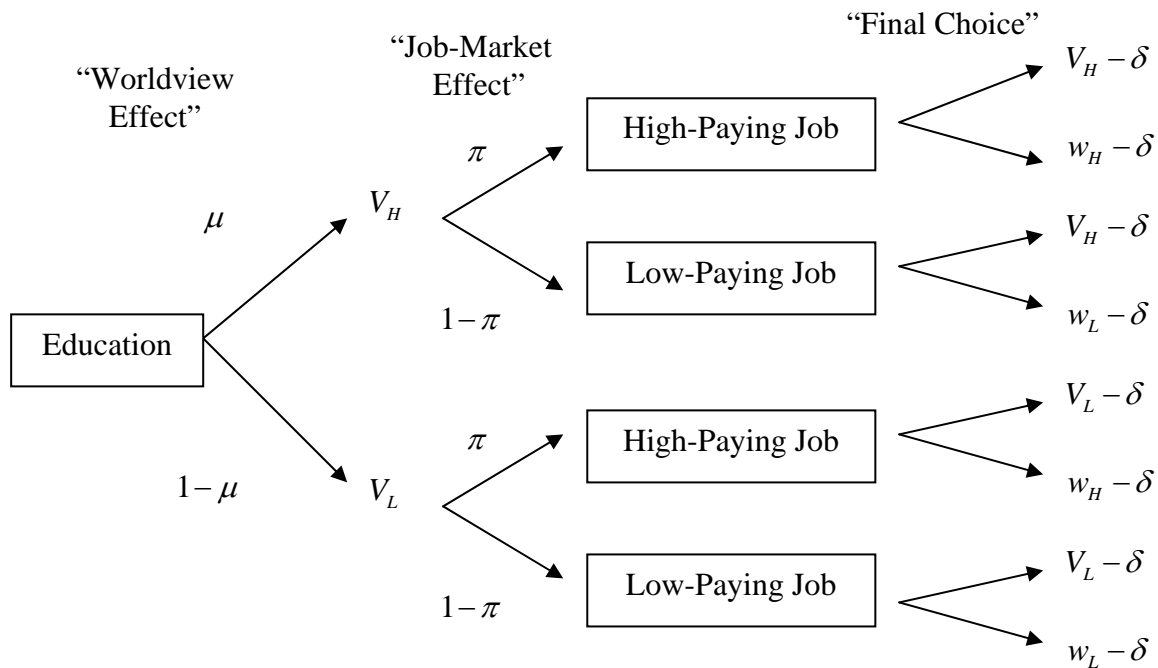 “Worldview
Effect”
“Job-Market
Effect”
“Final Choice”
Education
μ
1−μ
V_H
V_L
π
1−π
π
1−π
High-Paying Job
Low-Paying Job
High-Paying Job
Low-Paying Job
V_H − δ
w_H − δ
V_H − δ
w_L − δ
V_L − δ
w_H − δ
V_L − δ
w_L − δ